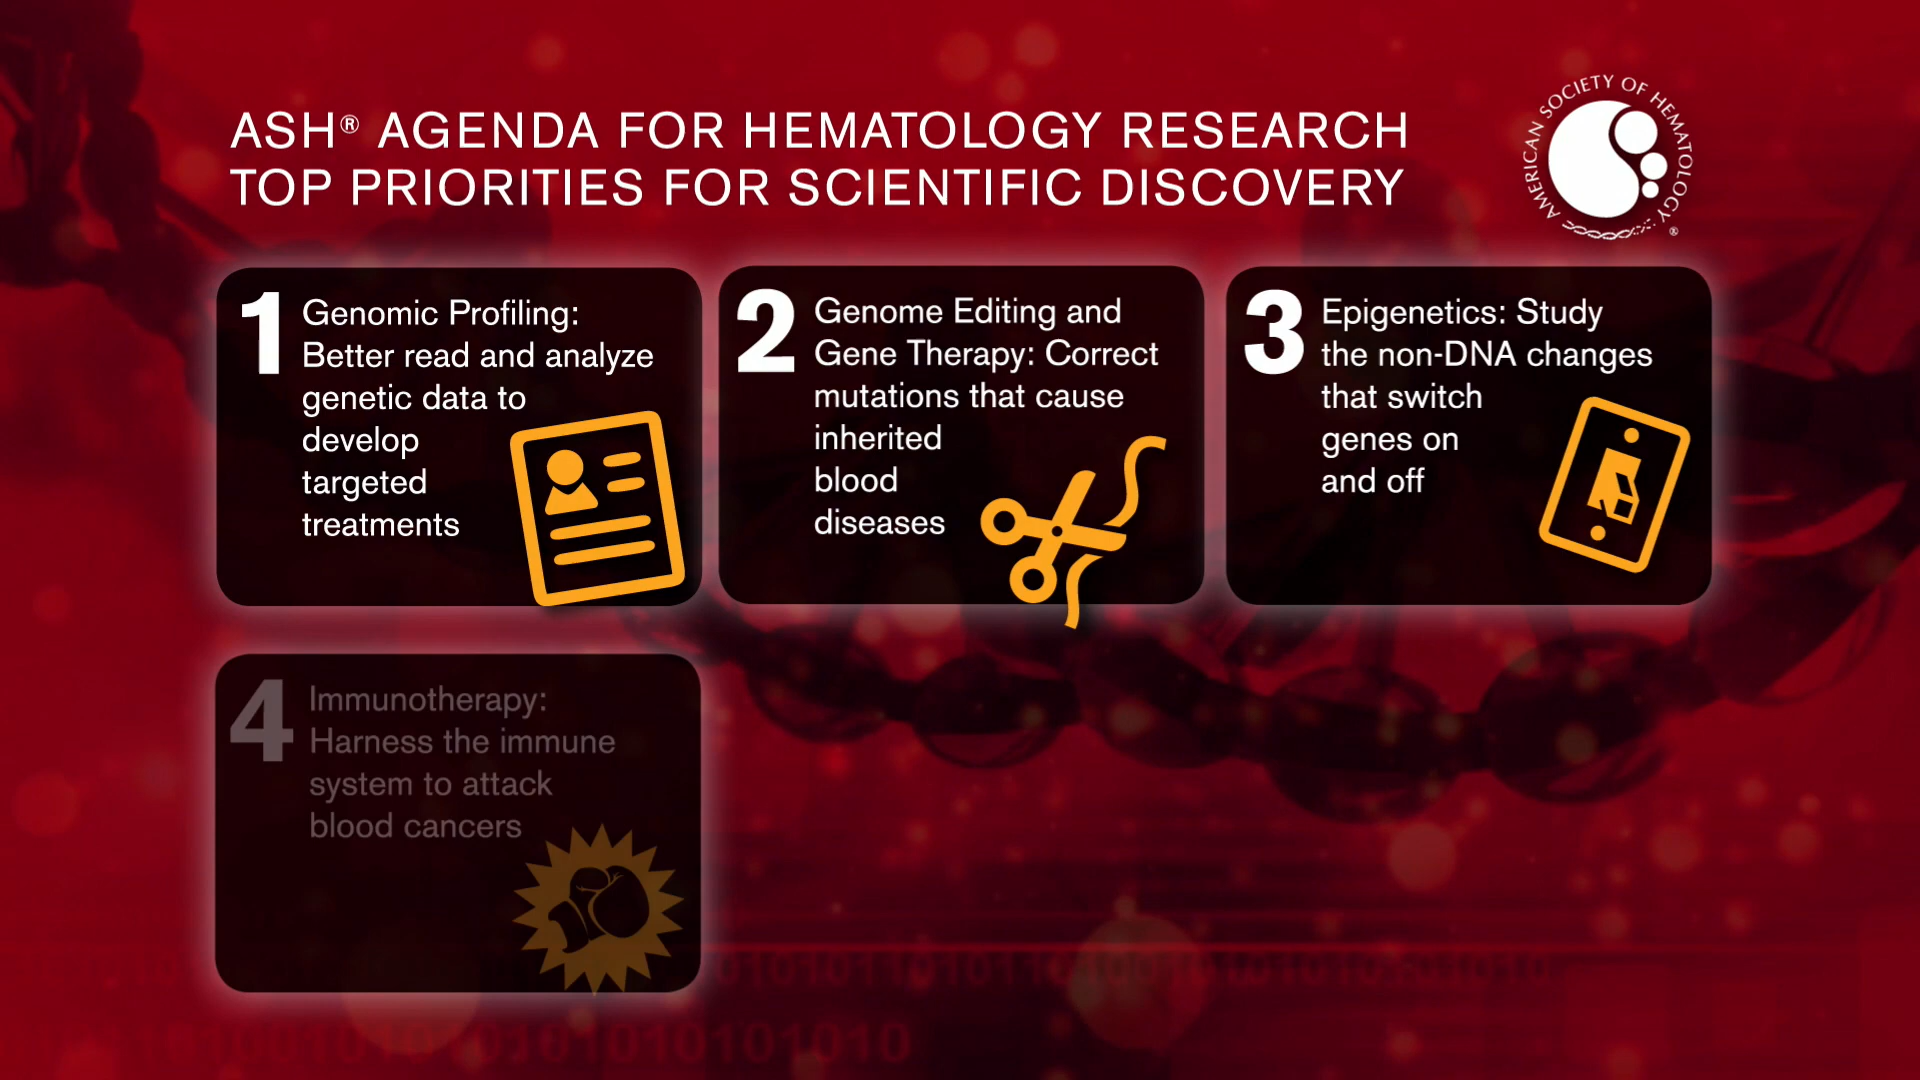 ASH® AGENDA FOR HEMATOLOGY RESEARCH
TOP PRIORITIES FOR SCIENTIFIC DISCOVERY
AMERICAN SOCIETY OF HEMATOLOGY ®
1
Genomic Profiling:
Better read and analyze
genetic data to
develop
targeted
treatments
2
Genome Editing and
Gene Therapy: Correct
mutations that cause
inherited
blood
diseases
3
Epigenetics: Study
the non-DNA changes
that switch
genes on
and off
4
Immunotherapy:
Harness the immune
system to attack
blood cancers